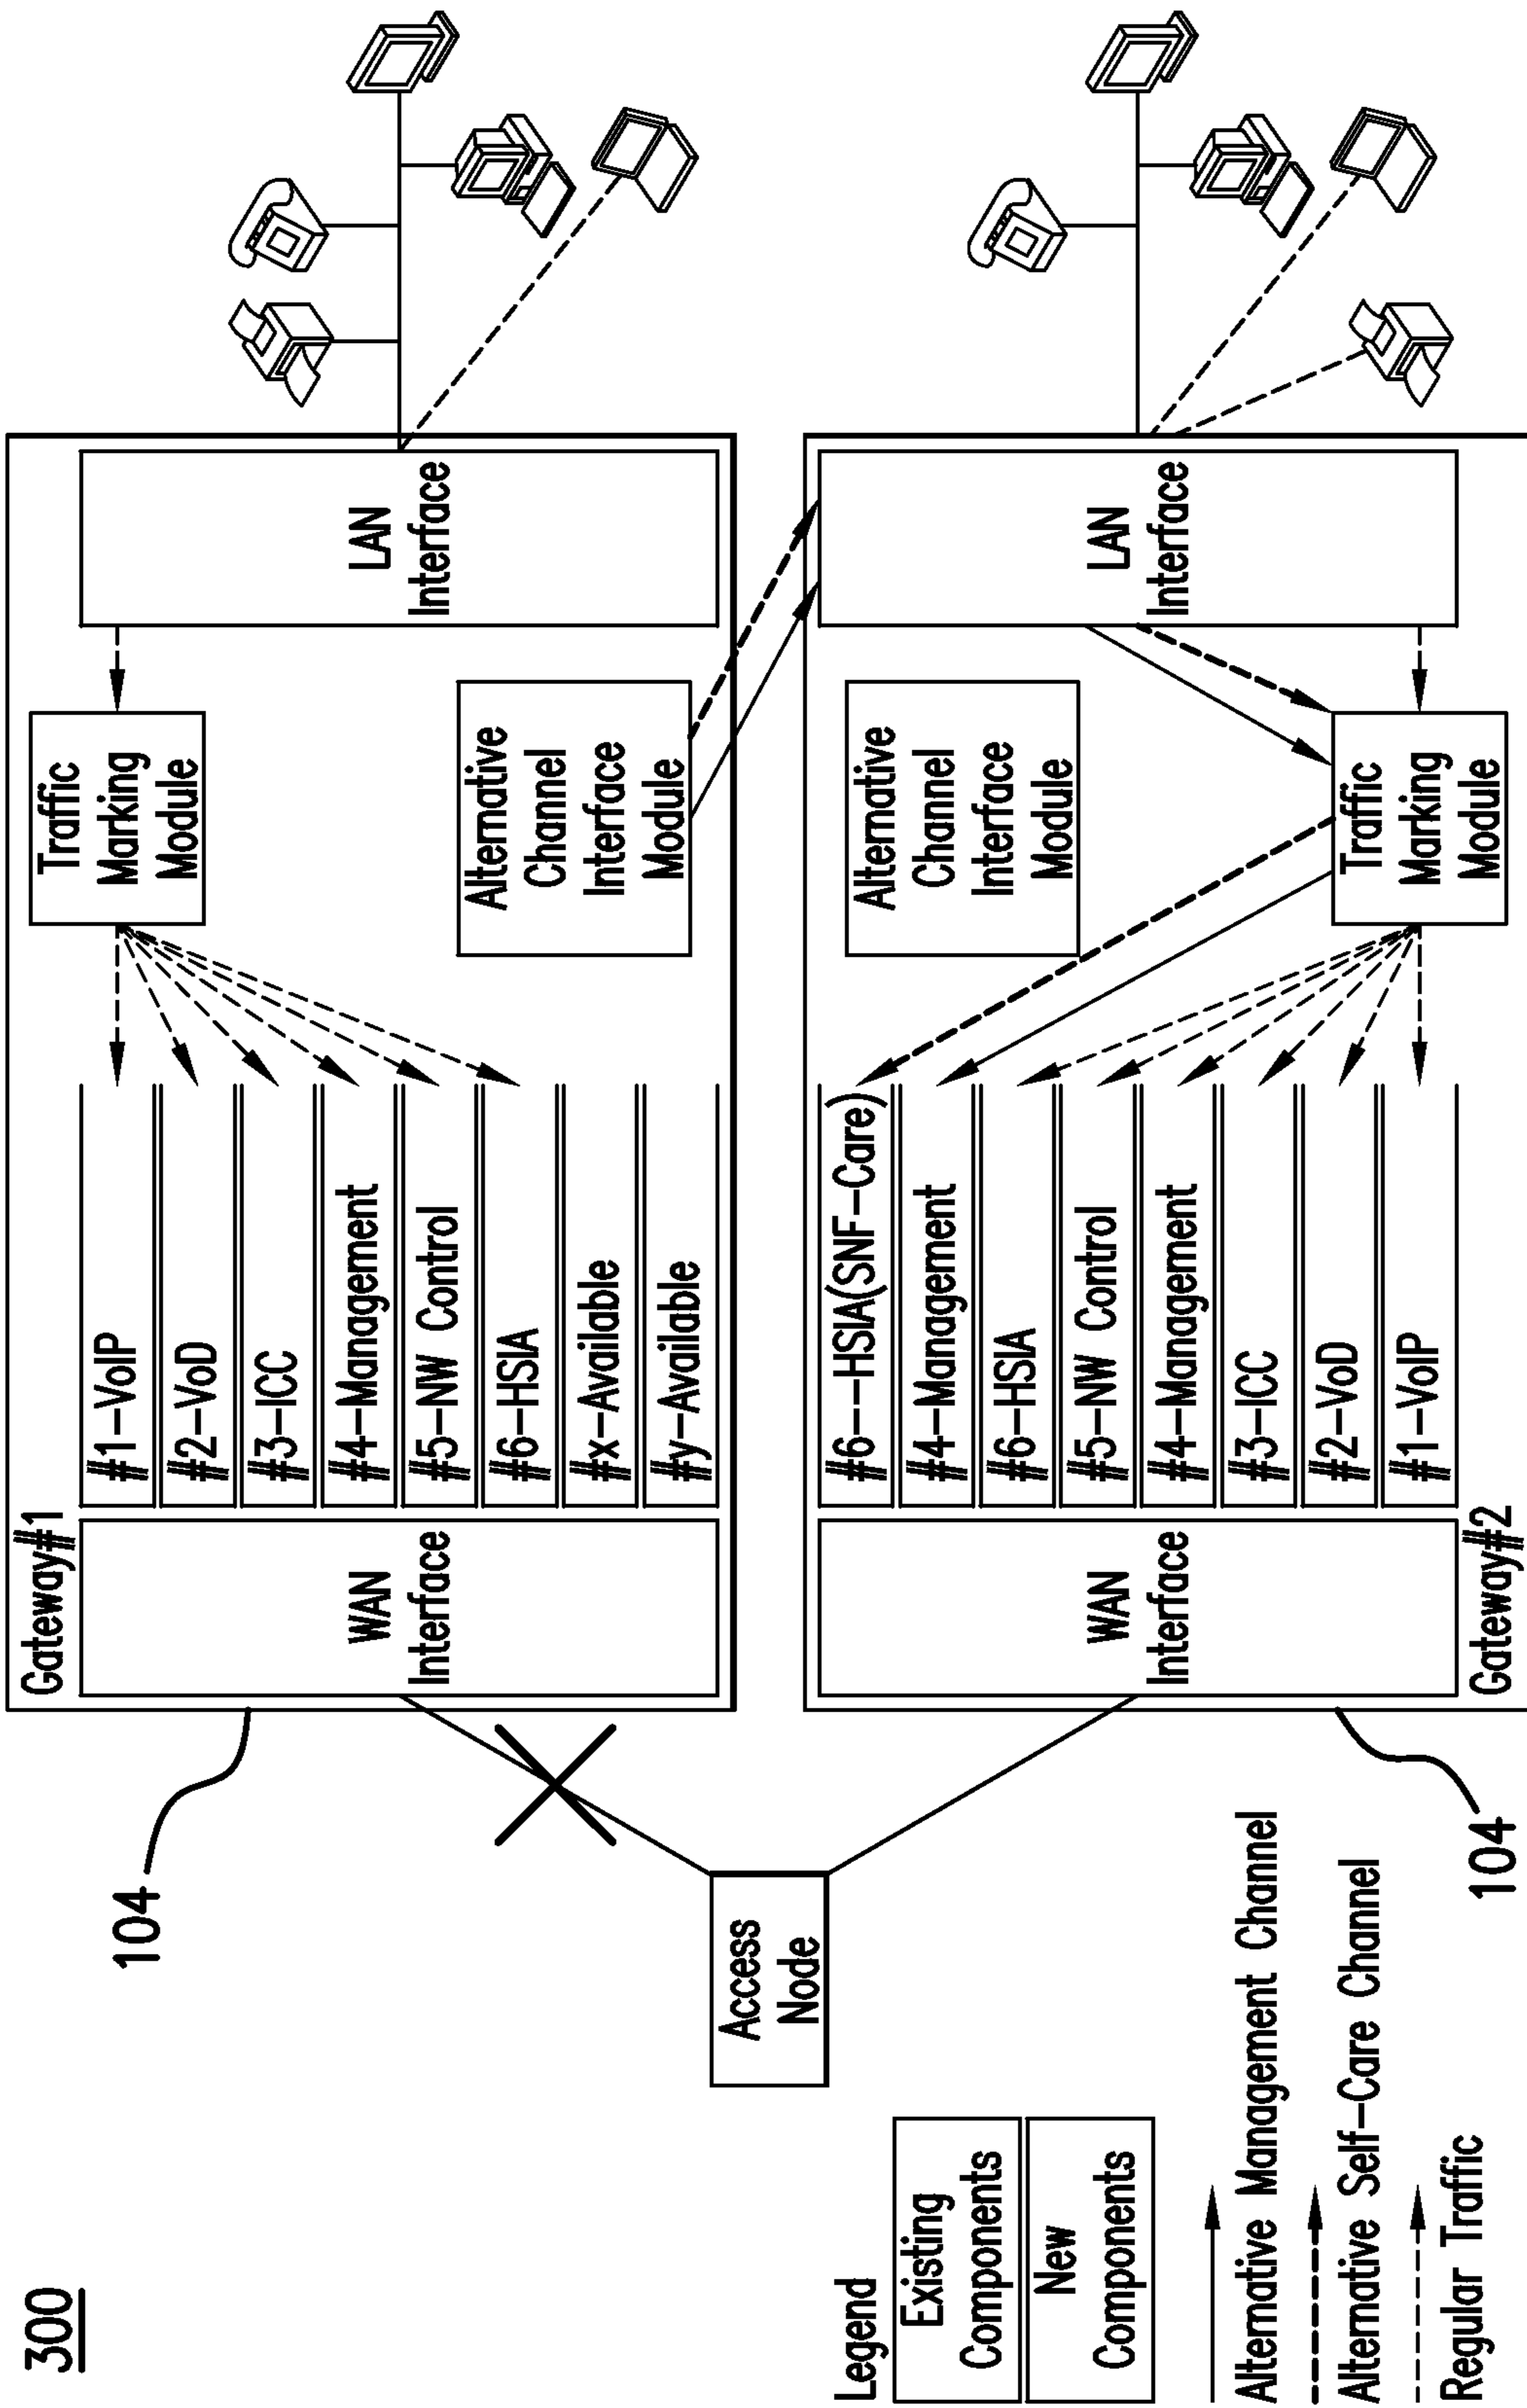 300
Gateway#1
104
WAN
Interface
#1-VoIP
#2-VoD
#3-ICC
#4-Management
#5-NW Control
#6-HSIA
#x-Available
#y-Available
Traffic
Marking
Module
Alternative
Channel
Interface
Module
LAN
Interface
Access
Node
WAN
Interface
#6---HSIA(SNF-Care)
#4-Management
#6-HSIA
#5-NW Control
#4-Management
#3-ICC
#2-VoD
#1-VoIP
Alternative
Channel
Interface
Module
Traffic
Marking
Module
LAN
Interface
Gateway#2
104
Legend
Existing
Components
New
Components
Alternative Management Channel
Alternative Self-Care Channel
Regular Traffic